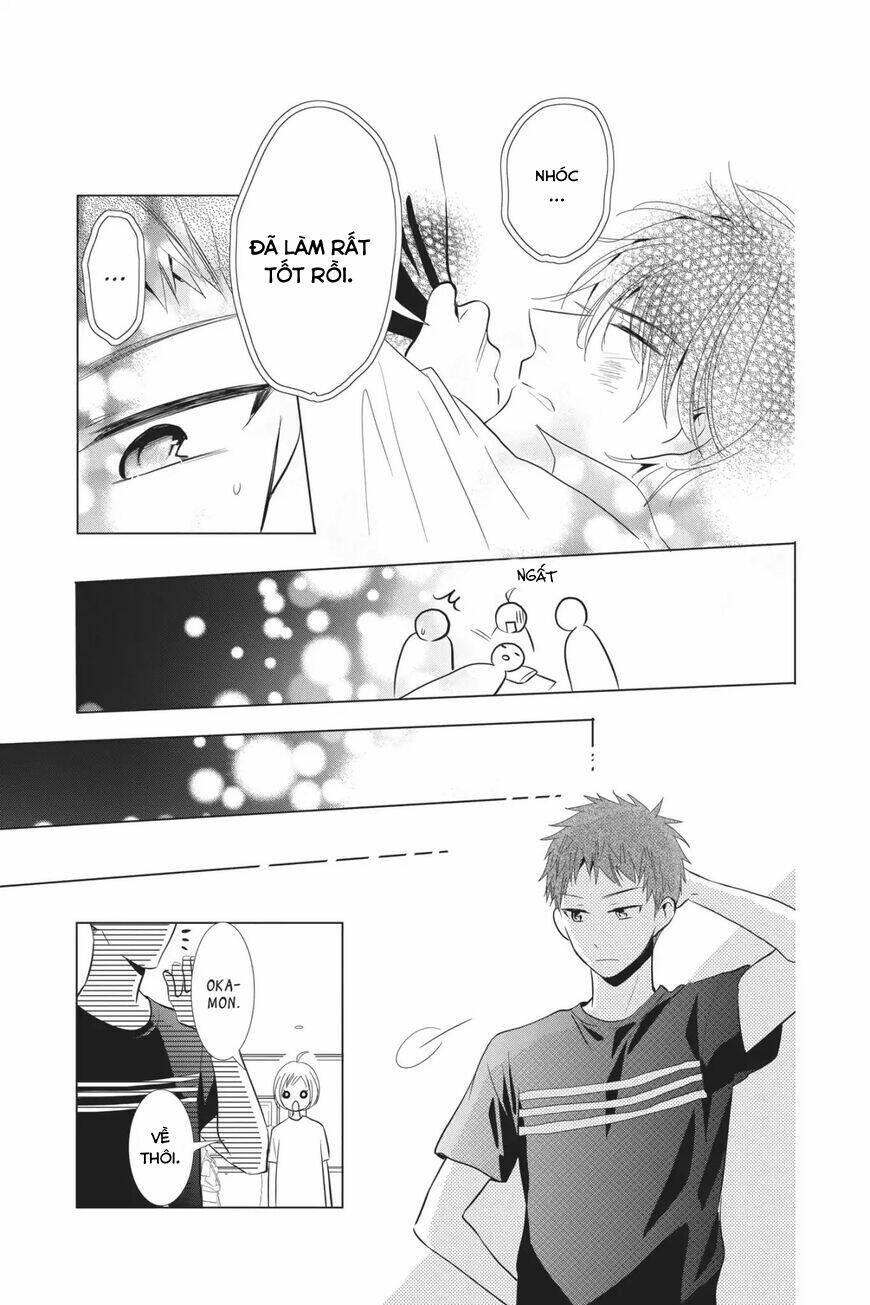 NHÓC
...
ĐÃ LÀM RẤT
TỐT RỒI.
...
NGẤT
OKA-
MON.
VỀ
THÔI.